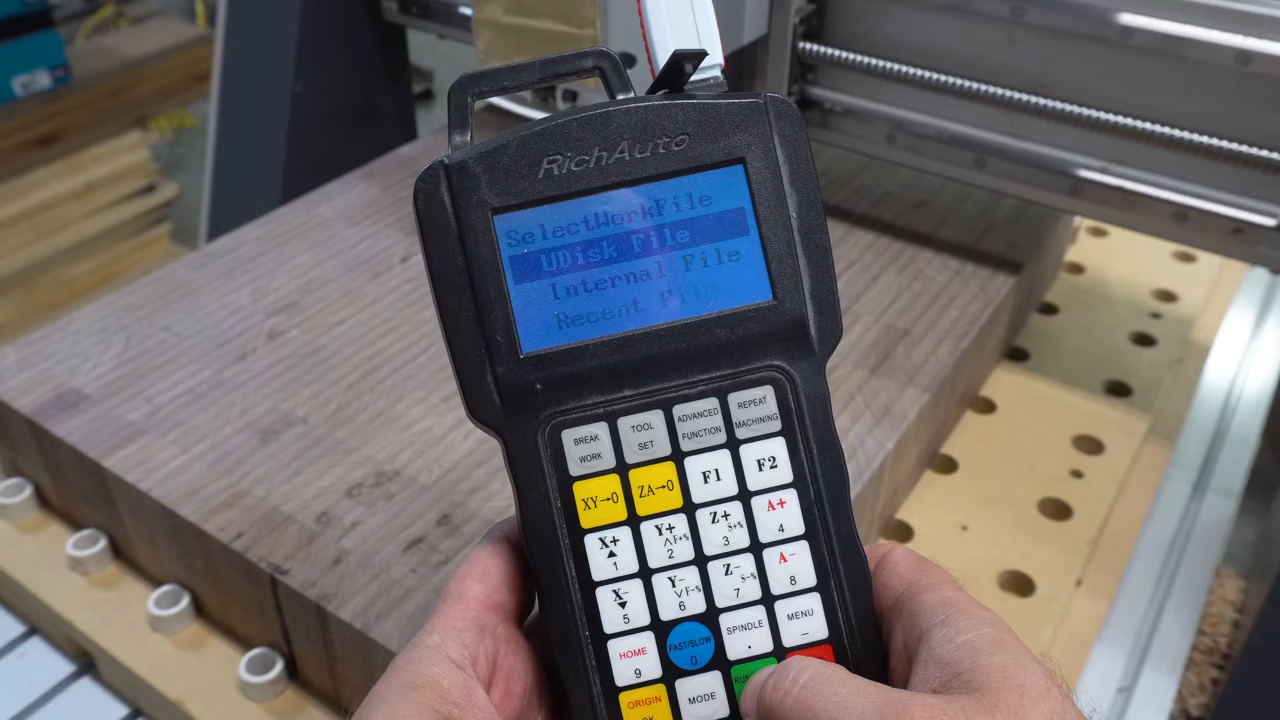 RichAuto
SelectWorkFile
UDisk File
Internal File
Recent File
BREAK
WORK
TOOL
SET
ADVANCED
FUNCTION
REPEAT
MACHINING
XY→0
ZA→0
F1
F2
X+
▲
1
Y+
∧F+%
2
Z+
S+%
3
A+
4
X-
▼
5
Y-
∨F-%
6
Z-
S-%
7
A-
8
HOME
9
FAST/SLOW
0
SPINDLE
.
MENU
–
ORIGIN
OK
MODE
RUN